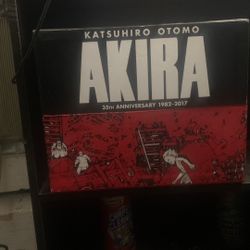 KATSUHIRO OTOMO
AKIRA
35TH ANNIVERSARY 1982-2017